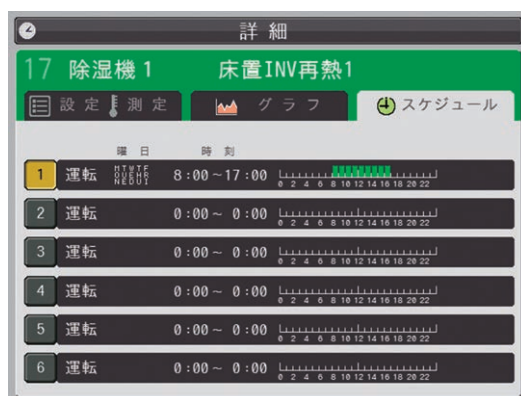 詳細
17 除湿機1 床置INV再熱1
設定 測定 グラフ スケジュール
曜日 時刻
1 運転 MTWTF 8:00~17:00
OUEHR
NEDUI
0 2 4 6 8 10 12 14 16 18 20 22
2 運転 0:00~ 0:00
0 2 4 6 8 10 12 14 16 18 20 22
3 運転 0:00~ 0:00
0 2 4 6 8 10 12 14 16 18 20 22
4 運転 0:00~ 0:00
0 2 4 6 8 10 12 14 16 18 20 22
5 運転 0:00~ 0:00
0 2 4 6 8 10 12 14 16 18 20 22
6 運転 0:00~ 0:00
0 2 4 6 8 10 12 14 16 18 20 22